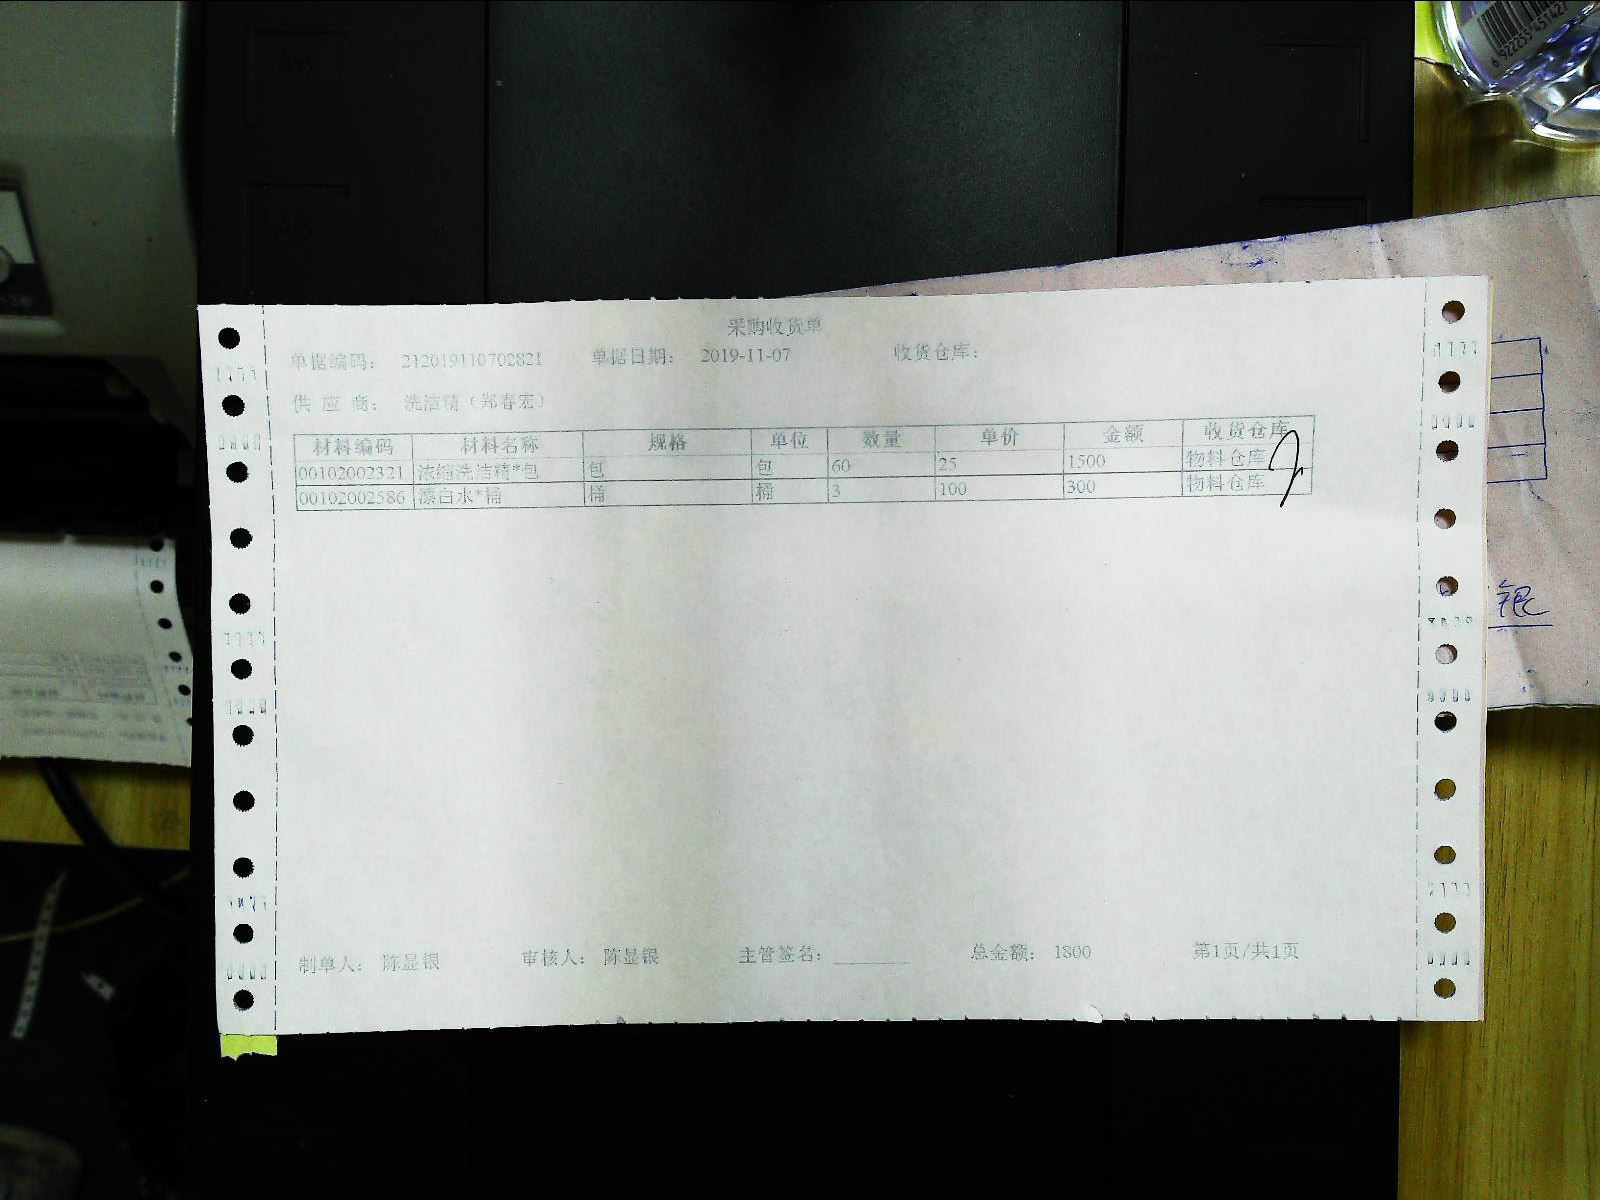 采购收货单
单据编码: 212019110702821 单据日期: 2019-11-07 收货仓库:
供 应 商: 洗洁精（郑春宏）
材料编码 材料名称 规格 单位 数量 单价 金额 收货仓库
00102002321 浓缩洗洁精*包 包 包 60 25 1500 物料仓库
00102002586 漂白水*桶 桶 桶 3 100 300 物料仓库
制单人: 陈显银 审核人: 陈显银 主管签名: 总金额: 1800 第1页/共1页
银